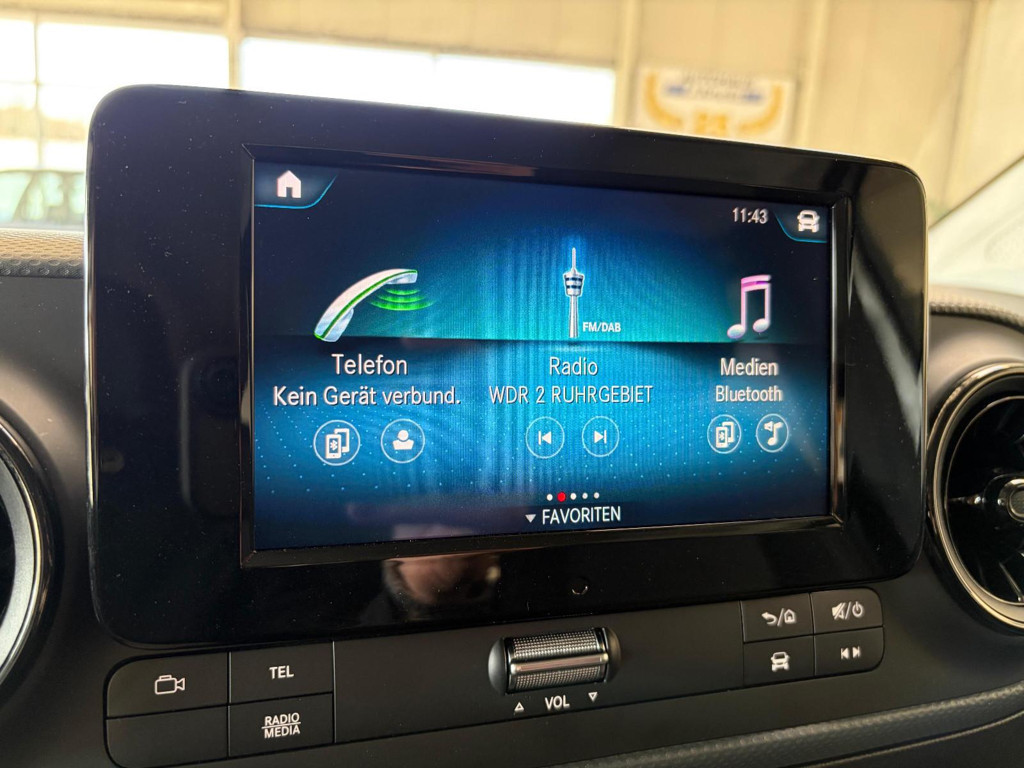 11:43
FM/DAB
Telefon
Radio
Medien
Kein Gerät verbund.
WDR 2 RUHRGEBIET
Bluetooth
FAVORITEN
TEL
VOL
RADIO
MEDIA